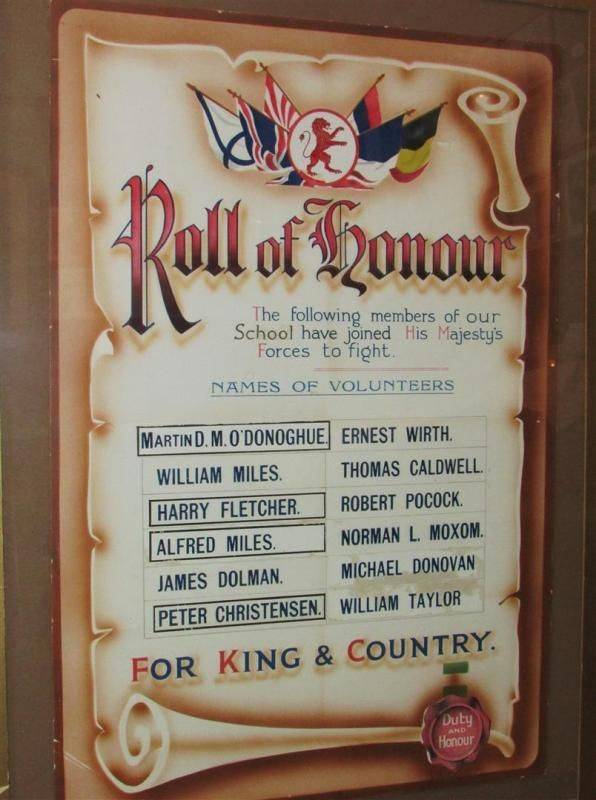 Roll of Honour
The following members of our
School have joined His Majesty's
Forces to fight.
NAMES OF VOLUNTEERS
MARTIN D. M. O'DONOGHUE. ERNEST WIRTH.
WILLIAM MILES. THOMAS CALDWELL.
HARRY FLETCHER. ROBERT POCOCK.
ALFRED MILES. NORMAN L. MOXOM.
JAMES DOLMAN. MICHAEL DONOVAN
PETER CHRISTENSEN. WILLIAM TAYLOR
FOR KING & COUNTRY.
Duty
AND
Honour